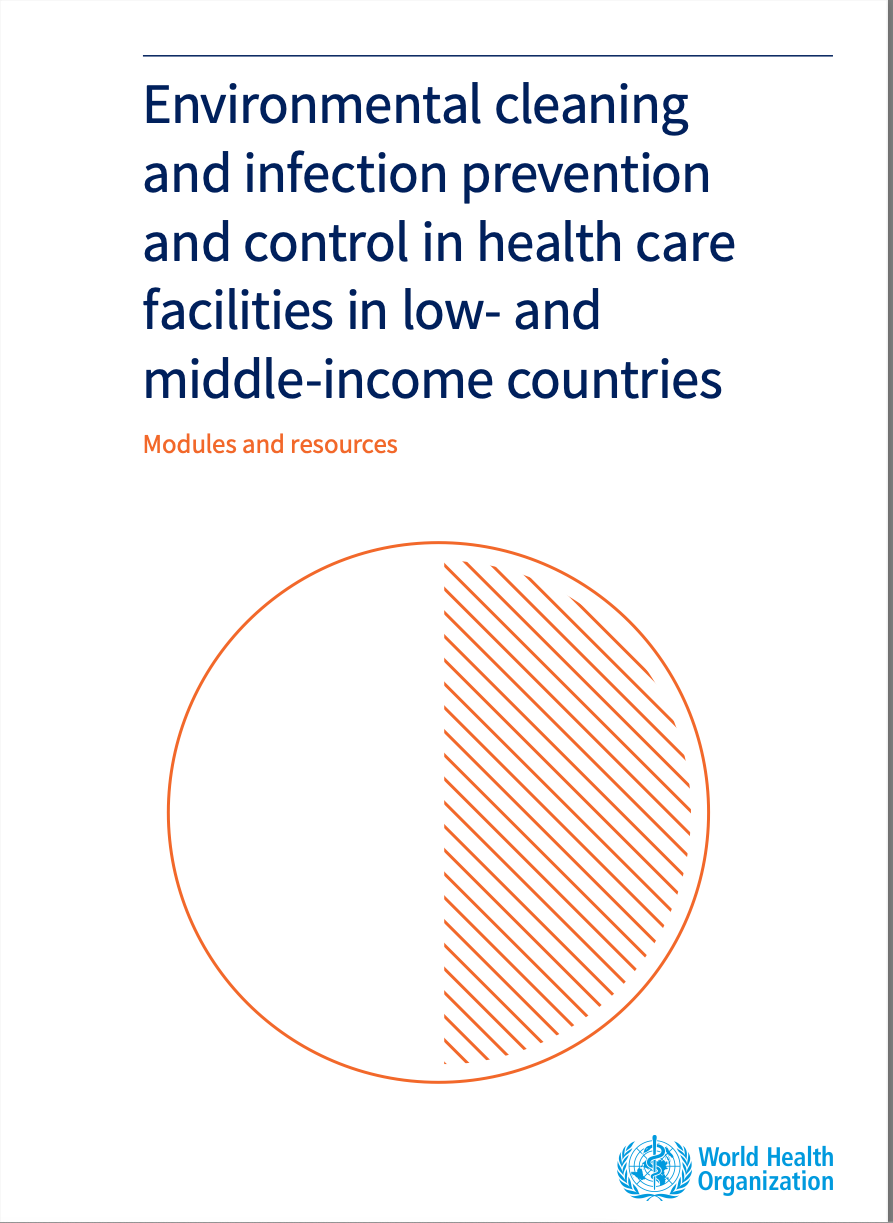 Environmental cleaning
and infection prevention
and control in health care
facilities in low- and
middle-income countries
Modules and resources
World Health
Organization